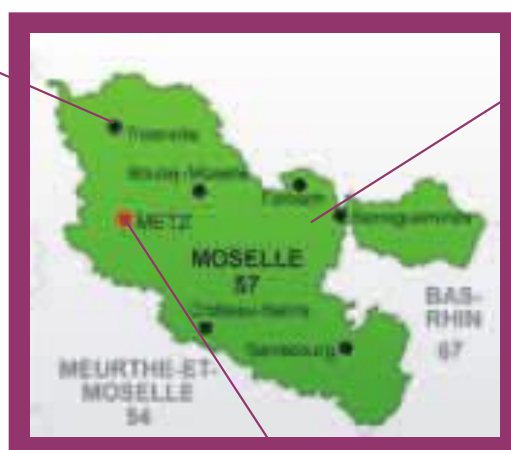 Thionville
Boulay-Moselle
Forbach
Sarreguemines
METZ
MOSELLE
57
Château-Salins
Sarrebourg
BAS-
RHIN
67
MEURTHE-ET-
MOSELLE
54